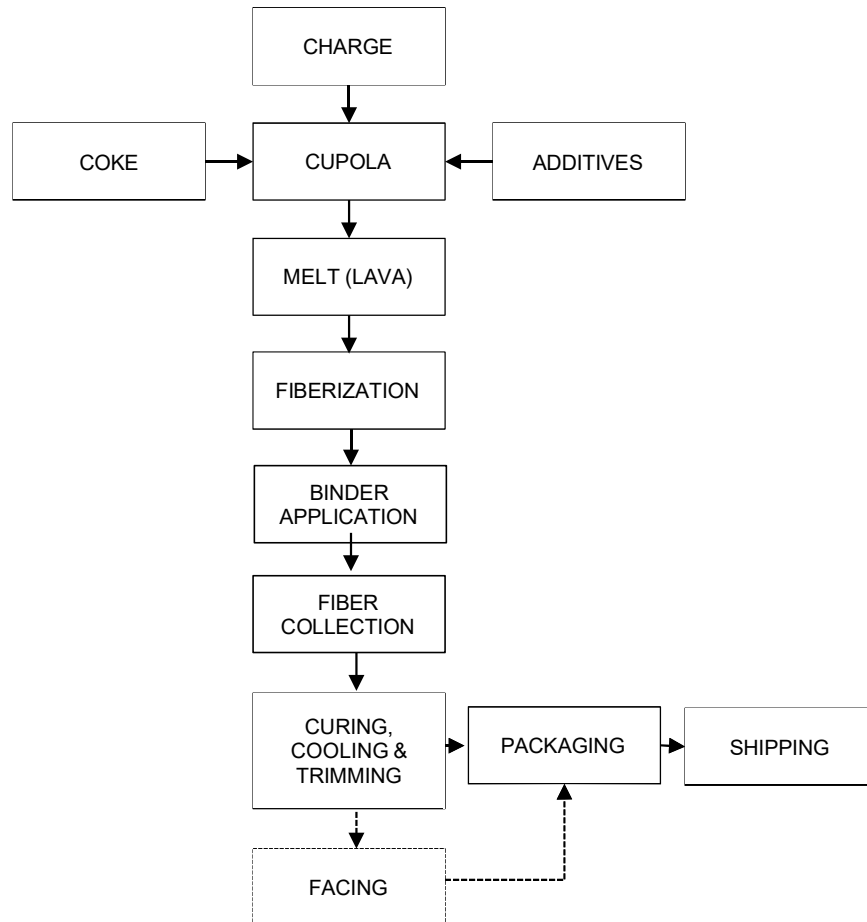 CHARGE
COKE
CUPOLA
ADDITIVES
MELT (LAVA)
FIBERIZATION
BINDER
APPLICATION
FIBER
COLLECTION
CURING,
COOLING &
TRIMMING
PACKAGING
SHIPPING
FACING